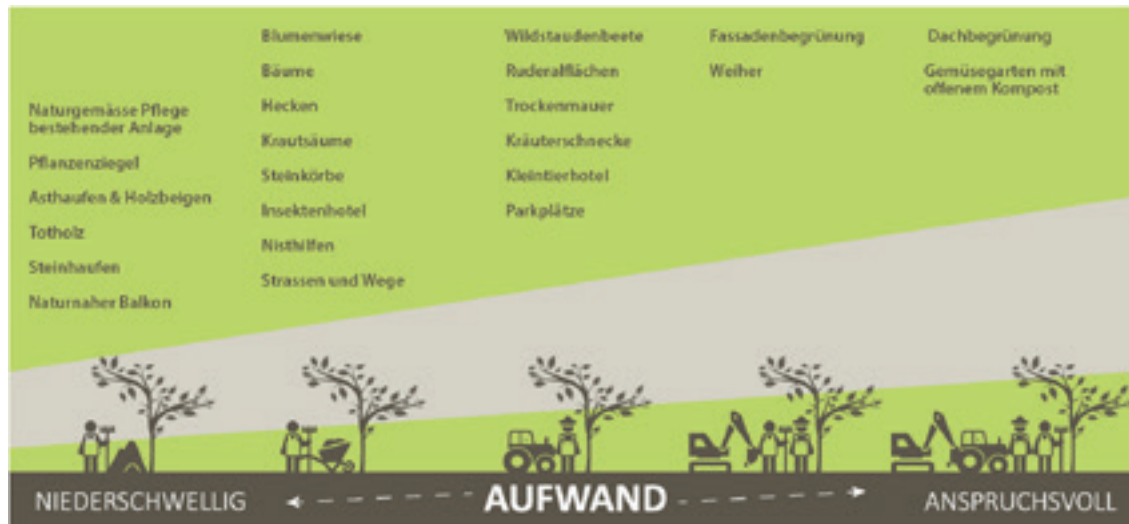 Naturgemässe Pflege
bestehender Anlage
Pflanzenziegel
Asthaufen & Holzbeigen
Totholz
Steinhaufen
Naturnaher Balkon
Blumenwiese
Bäume
Hecken
Krautsäume
Steinkörbe
Insektenhotel
Nisthilfen
Strassen und Wege
Wildstaudenbeete
Ruderalflächen
Trockenmauer
Kräuterschnecke
Kleintierhotel
Parkplätze
Fassadenbegrünung
Weiher
Dachbegrünung
Gemüsegarten mit
offenem Kompost
NIEDERSCHWELLIG
AUFWAND
ANSPRUCHSVOLL